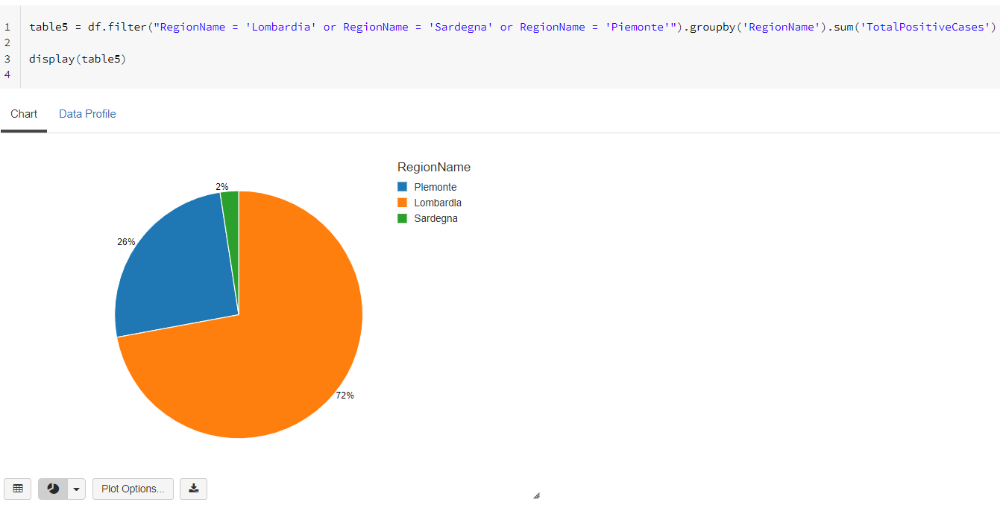 1 table5 = df.filter("RegionName = 'Lombardia' or RegionName = 'Sardegna' or RegionName = 'Piemonte'").groupby('RegionName').sum('TotalPositiveCases')
2
3 display(table5)
4
Chart Data Profile
RegionName
Piemonte
Lombardia
Sardegna
2%
26%
72%
Plot Options...